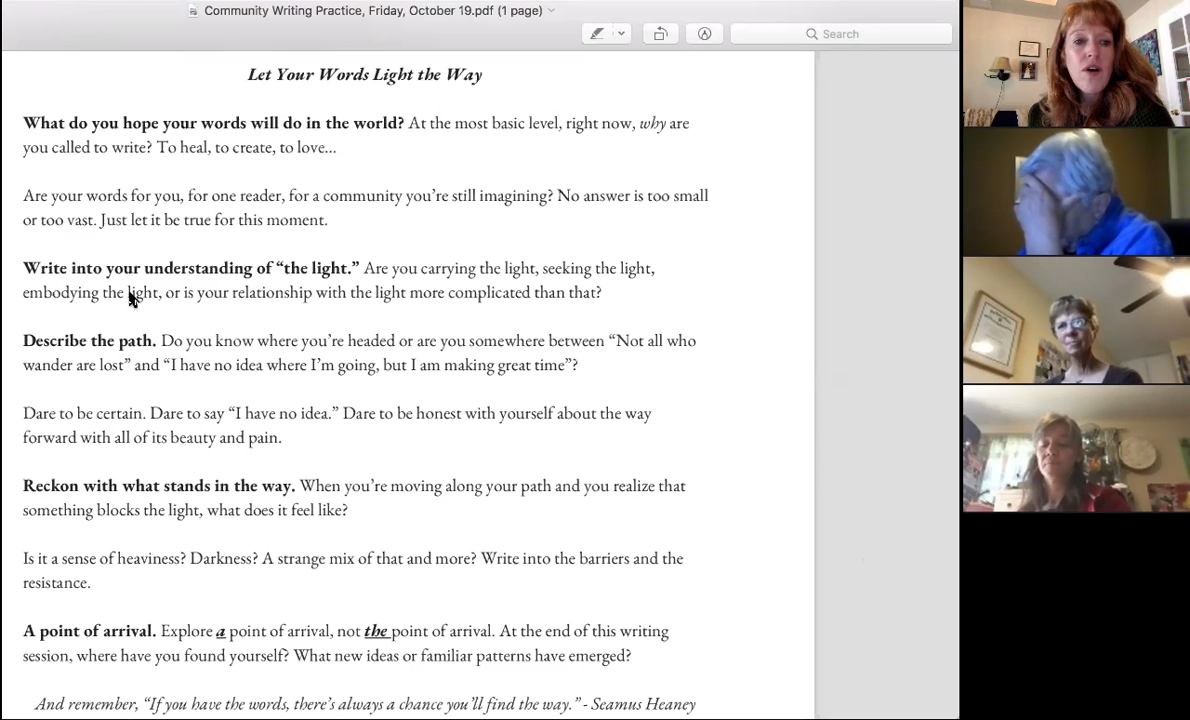 Community Writing Practice, Friday, October 19.pdf (1 page)
Search
Let Your Words Light the Way
What do you hope your words will do in the world? At the most basic level, right now, why are
you called to write? To heal, to create, to love...
Are your words for you, for one reader, for a community you’re still imagining? No answer is too small
or too vast. Just let it be true for this moment.
Write into your understanding of “the light.” Are you carrying the light, seeking the light,
embodying the light, or is your relationship with the light more complicated than that?
Describe the path. Do you know where you’re headed or are you somewhere between “Not all who
wander are lost” and “I have no idea where I’m going, but I am making great time”?
Dare to be certain. Dare to say “I have no idea.” Dare to be honest with yourself about the way
forward with all of its beauty and pain.
Reckon with what stands in the way. When you’re moving along your path and you realize that
something blocks the light, what does it feel like?
Is it a sense of heaviness? Darkness? A strange mix of that and more? Write into the barriers and the
resistance.
A point of arrival. Explore a point of arrival, not the point of arrival. At the end of this writing
session, where have you found yourself? What new ideas or familiar patterns have emerged?
And remember, “If you have the words, there’s always a chance you’ll find the way.” - Seamus Heaney